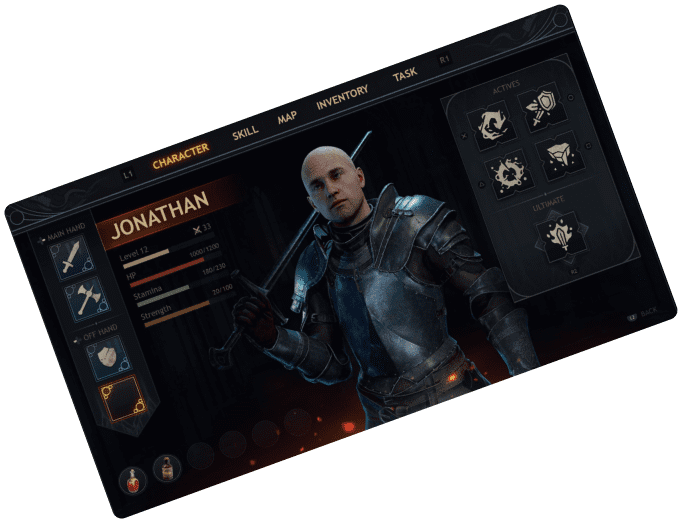 L1 CHARACTER SKILL MAP INVENTORY TASK R1
MAIN HAND
JONATHAN
Level 12 33
HP 1000/1200
Stamina 180/230
Strength 20/100
OFF HAND
ACTIVES
ULTIMATE
R2
BACK